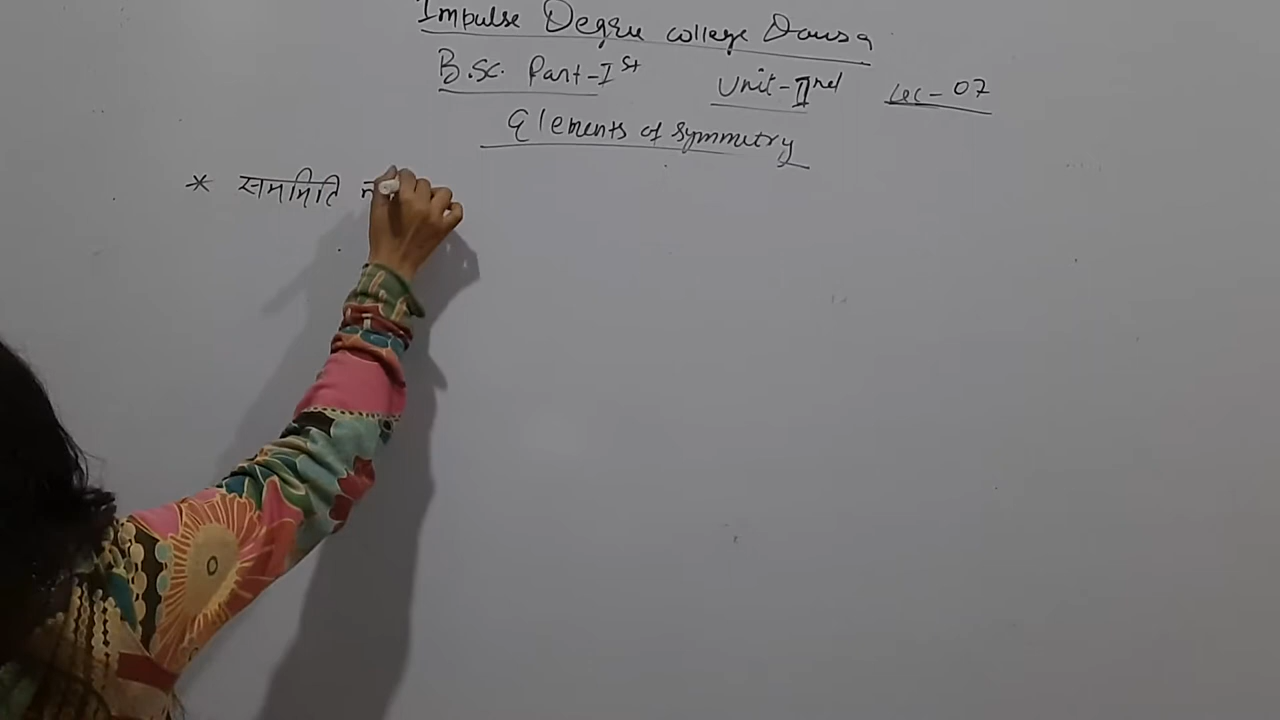 Impulse Degree college Dausa
B.Sc. Part-Ist Unit-IInd Lec-07
Elements of Symmetry
* सममिति